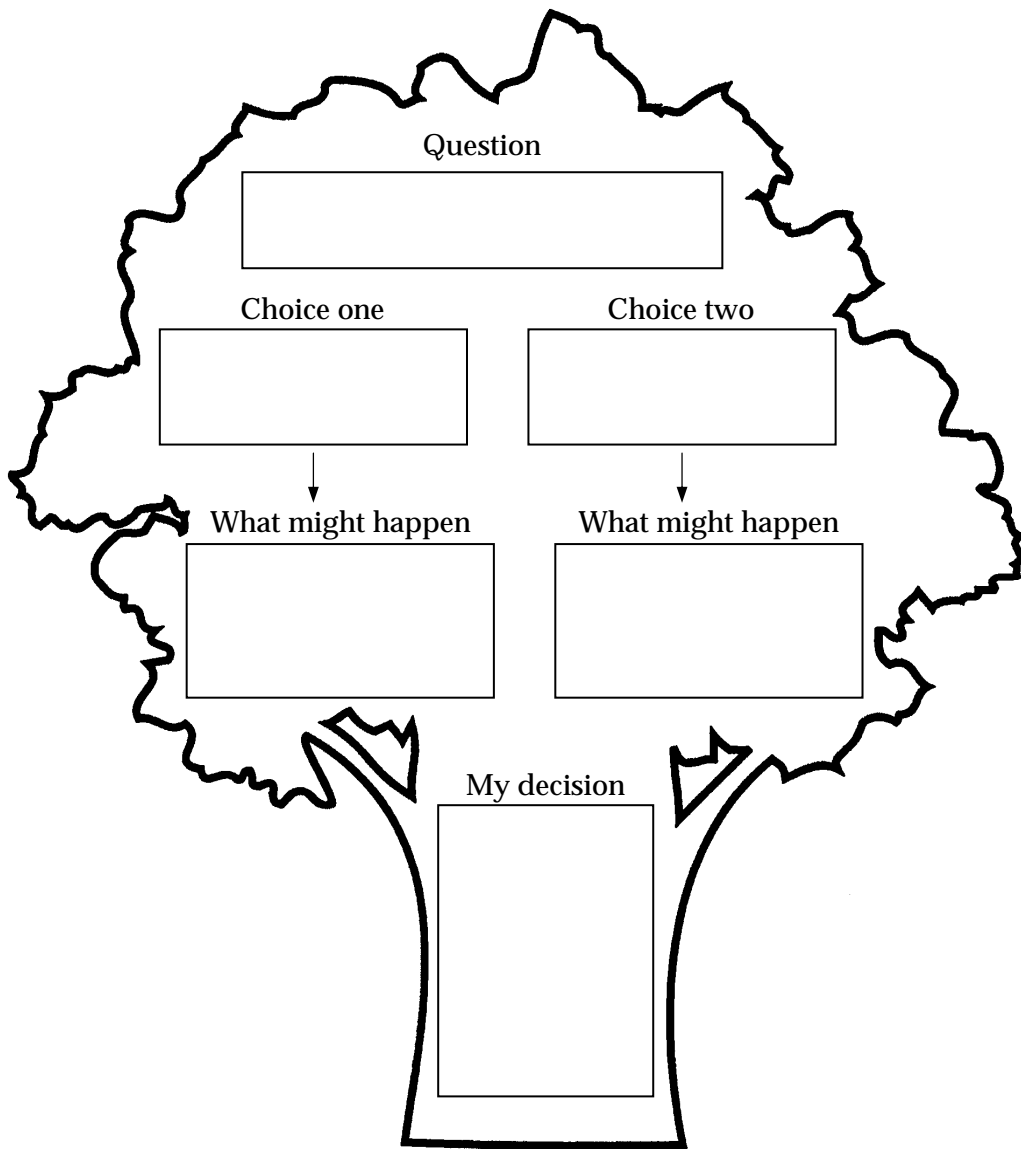 Question
Choice one
Choice two
What might happen
What might happen
My decision